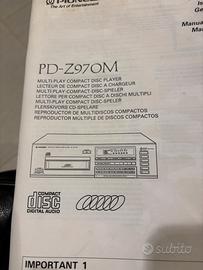 PIONEER
The Art of Entertainment
PD-Z970M
MULTI-PLAY COMPACT DISC PLAYER
LECTEUR DE COMPACT DISC A CHARGEUR
MULTI-PLAY COMPACT-DISC-SPIELER
LETTORE PER COMPACT DISC A DISCHI MULTIPLI
MULTI-PLAY COMPACT-DISC-SPELER
FLERSKIVORS CD-SPELARE
REPRODUCTOR DE MULTIDISCOS COMPACTOS
REPRODUCTOR MÚLTIPLE DE DISCOS COMPACTOS
COMPACT
disc
DIGITAL AUDIO
subito
IMPORTANT 1